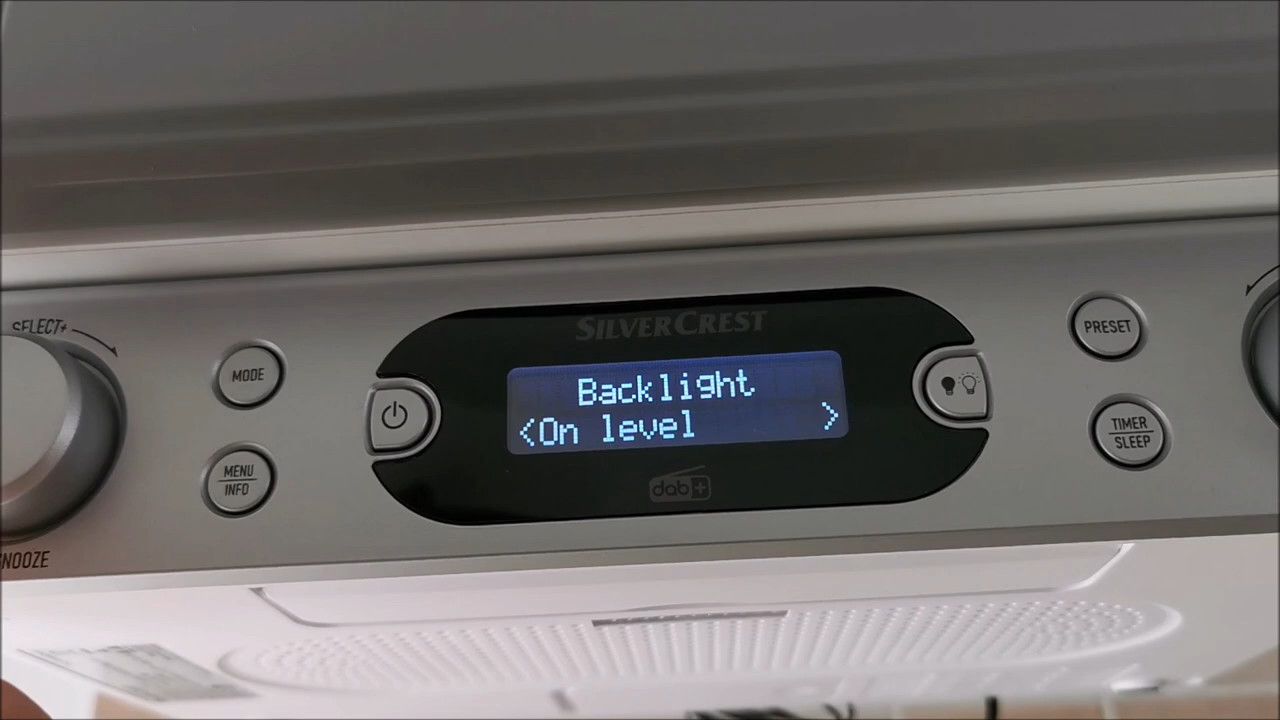 SELECT+
MODE
MENU
INFO
NOOZE
SILVERCREST
Backlight
<On level >
dab+
PRESET
TIMER
SLEEP